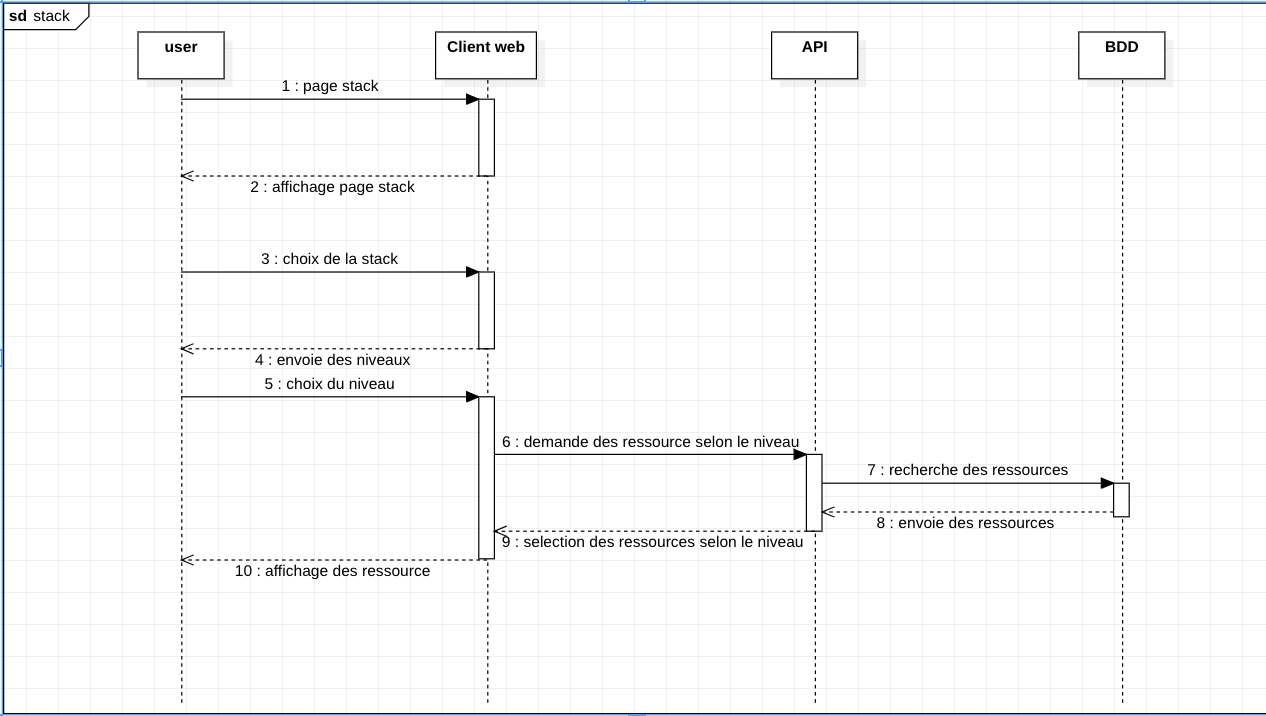 sd stack
user
Client web
API
BDD
1 : page stack
2 : affichage page stack
3 : choix de la stack
4 : envoie des niveaux
5 : choix du niveau
6 : demande des ressource selon le niveau
7 : recherche des ressources
8 : envoie des ressources
9 : selection des ressources selon le niveau
10 : affichage des ressource